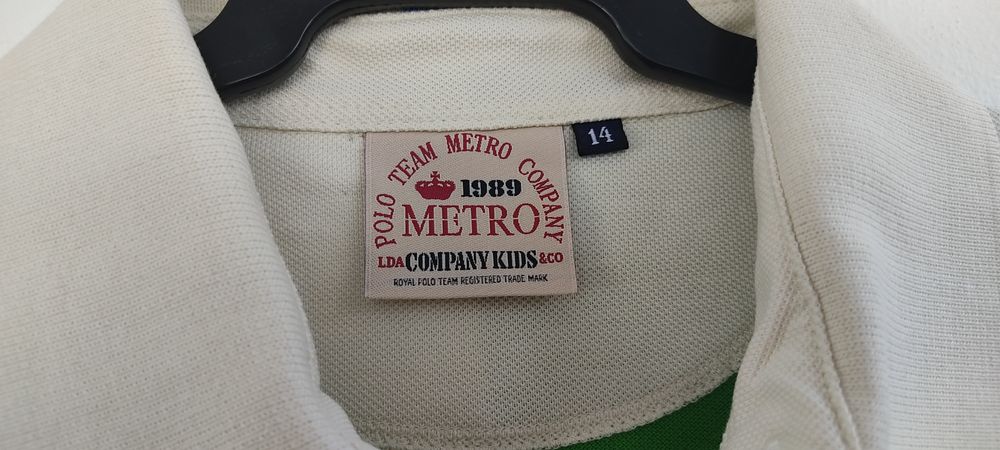 POLO TEAM METRO COMPANY
1989
METRO
LDA COMPANY KIDS &CO
ROYAL POLO TEAM REGISTERED TRADE MARK
14